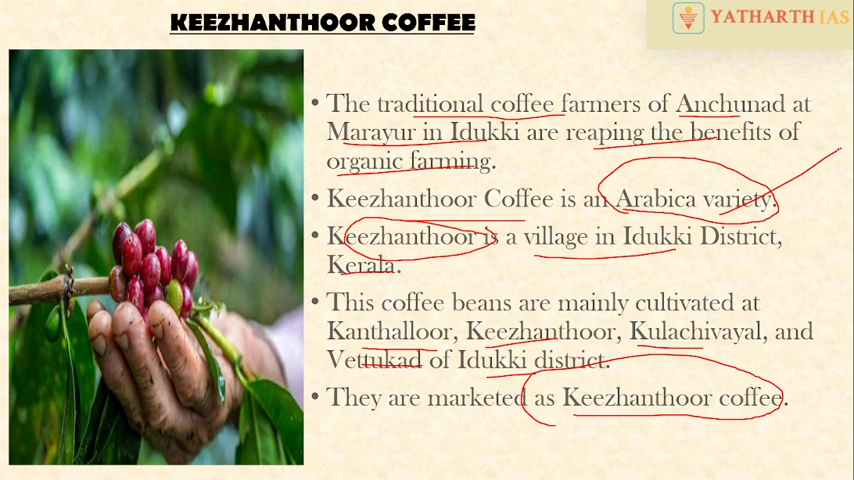 KEEZHANTHOOR COFFEE
YATHARTH IAS
• The traditional coffee farmers of Anchunad at
Marayur in Idukki are reaping the benefits of
organic farming.
• Keezhanthoor Coffee is an Arabica variety.
• Keezhanthoor is a village in Idukki District,
Kerala.
• This coffee beans are mainly cultivated at
Kanthalloor, Keezhanthoor, Kulachivayal, and
Vettukad of Idukki district.
• They are marketed as Keezhanthoor coffee.